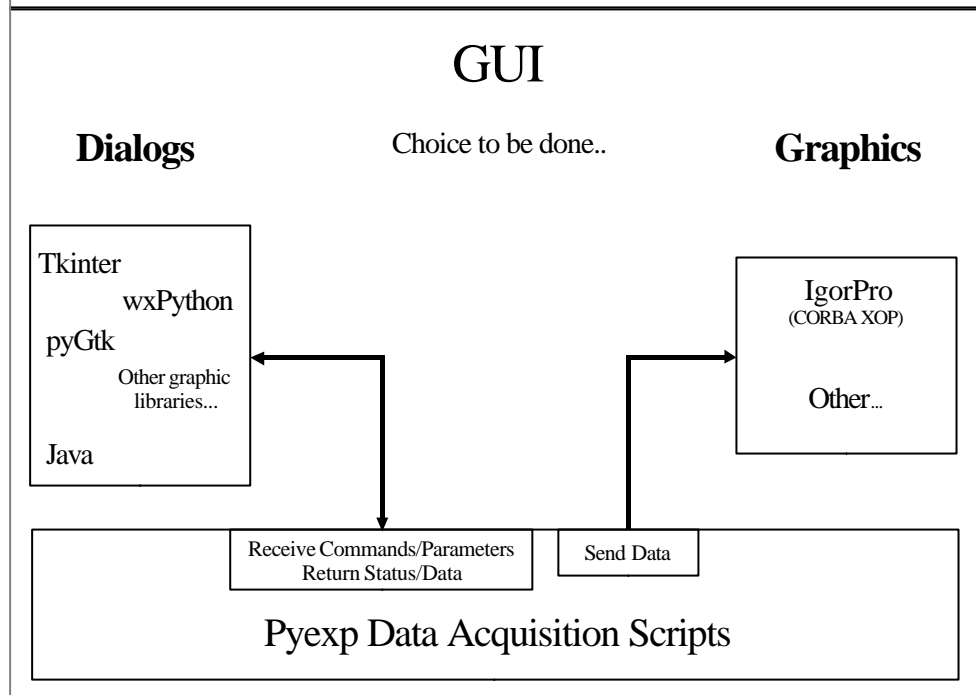 GUI
Dialogs
Choice to be done..
Graphics
Tkinter
wxPython
pyGtk
Other graphic
libraries...
Java
IgorPro
(CORBA XOP)
Other...
Receive Commands/Parameters
Return Status/Data
Send Data
Pyexp Data Acquisition Scripts